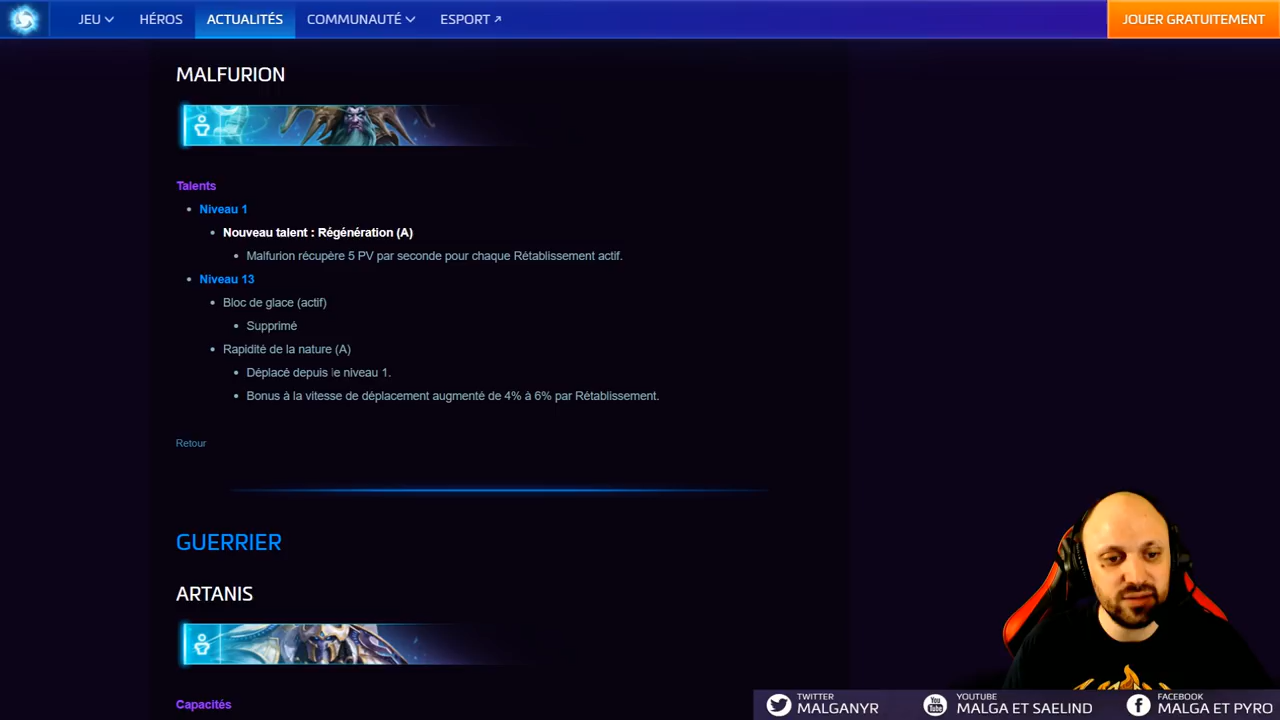 JEU
HÉROS
ACTUALITÉS
COMMUNAUTÉ
ESPORT
JOUER GRATUITEMENT
MALFURION
Talents
Niveau 1
Nouveau talent : Régénération (A)
Malfurion récupère 5 PV par seconde pour chaque Rétablissement actif.
Niveau 13
Bloc de glace (actif)
Supprimé
Rapidité de la nature (A)
Déplacé depuis le niveau 1.
Bonus à la vitesse de déplacement augmenté de 4% à 6% par Rétablissement.
Retour
GUERRIER
ARTANIS
Capacités
TWITTER
MALGANYR
YOUTUBE
MALGA ET SAELIND
FACEBOOK
MALGA ET PYRO